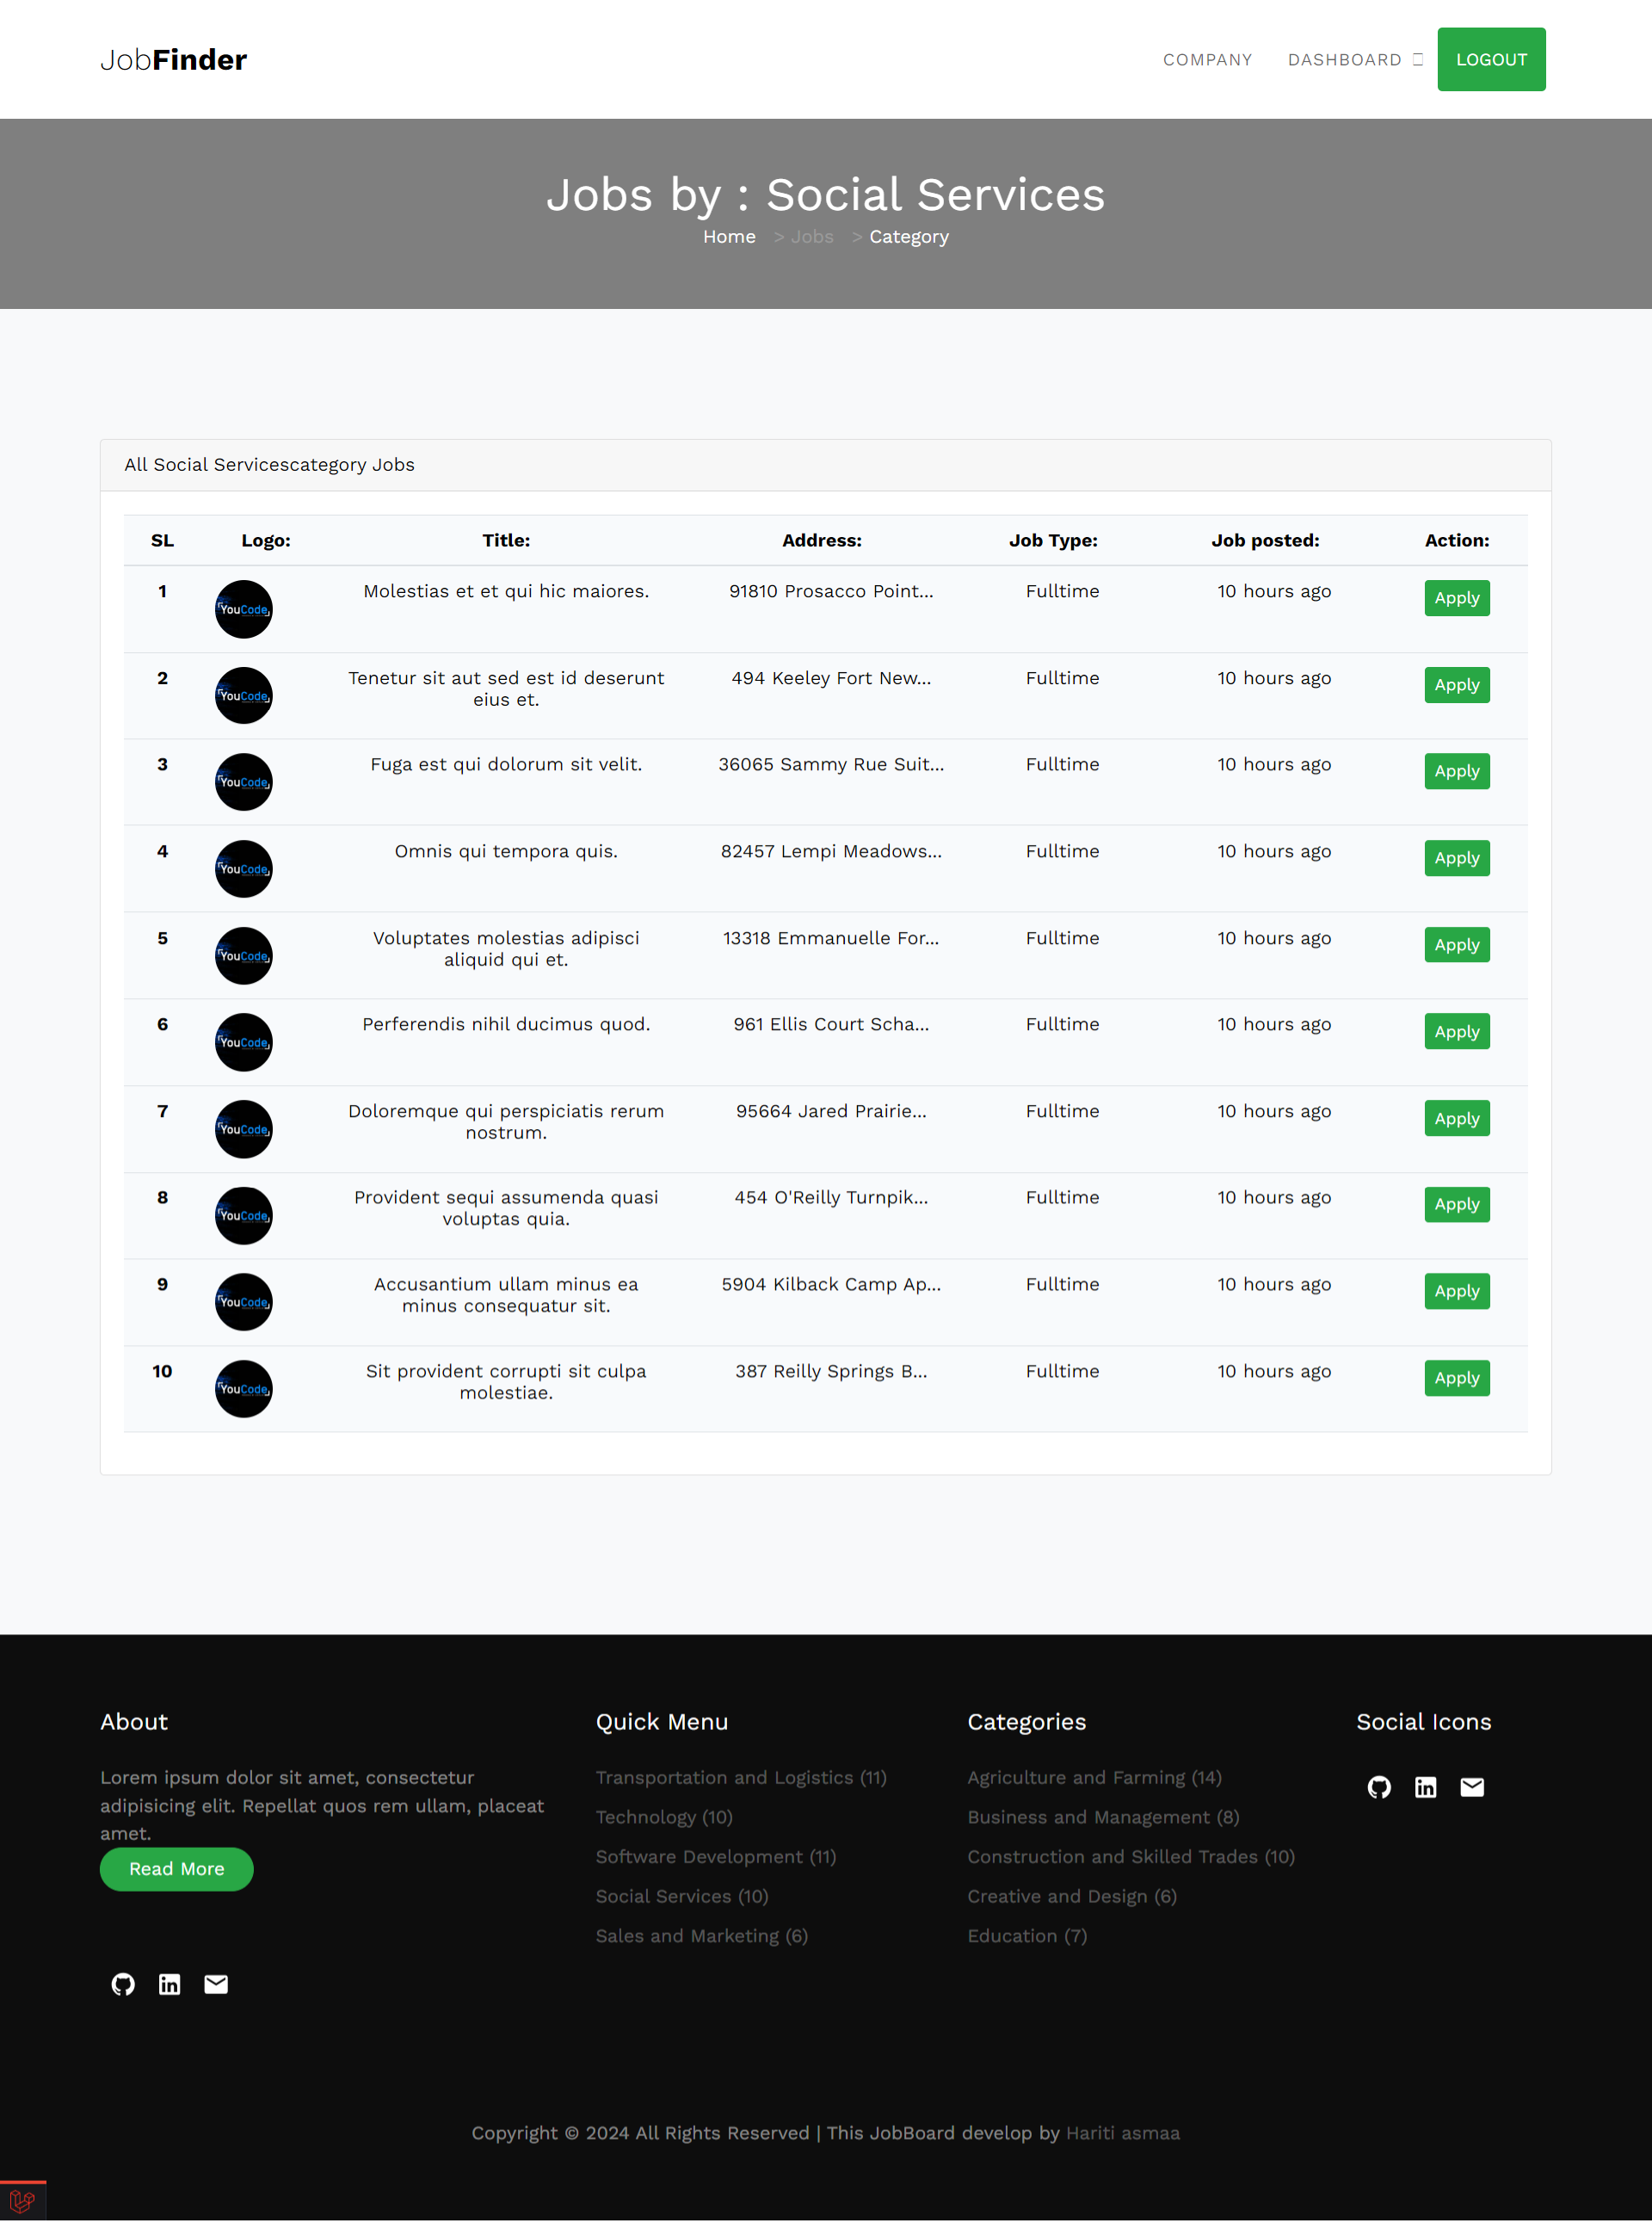 JobFinder
COMPANY DASHBOARD LOGOUT
Jobs by : Social Services
Home > Jobs > Category
All Social Servicescategory Jobs
SL Logo: Title: Address: Job Type: Job posted: Action:
1 YouCode Molestias et et qui hic maiores. 91810 Prosacco Point... Fulltime 10 hours ago Apply
2 YouCode Tenetur sit aut sed est id deserunt 494 Keeley Fort New... Fulltime 10 hours ago Apply
eius et.
3 YouCode Fuga est qui dolorum sit velit. 36065 Sammy Rue Suit... Fulltime 10 hours ago Apply
4 YouCode Omnis qui tempora quis. 82457 Lempi Meadows... Fulltime 10 hours ago Apply
5 YouCode Voluptates molestias adipisci 13318 Emmanuelle For... Fulltime 10 hours ago Apply
aliquid qui et.
6 YouCode Perferendis nihil ducimus quod. 961 Ellis Court Scha... Fulltime 10 hours ago Apply
7 YouCode Doloremque qui perspiciatis rerum 95664 Jared Prairie... Fulltime 10 hours ago Apply
nostrum.
8 YouCode Provident sequi assumenda quasi 454 O'Reilly Turnpik... Fulltime 10 hours ago Apply
voluptas quia.
9 YouCode Accusantium ullam minus ea 5904 Kilback Camp Ap... Fulltime 10 hours ago Apply
minus consequatur sit.
10 YouCode Sit provident corrupti sit culpa 387 Reilly Springs B... Fulltime 10 hours ago Apply
molestiae.
About
Lorem ipsum dolor sit amet, consectetur
adipisicing elit. Repellat quos rem ullam, placeat
amet.
Read More
Quick Menu
Transportation and Logistics (11)
Technology (10)
Software Development (11)
Social Services (10)
Sales and Marketing (6)
Categories
Agriculture and Farming (14)
Business and Management (8)
Construction and Skilled Trades (10)
Creative and Design (6)
Education (7)
Social Icons
Copyright © 2024 All Rights Reserved | This JobBoard develop by Hariti asmaa